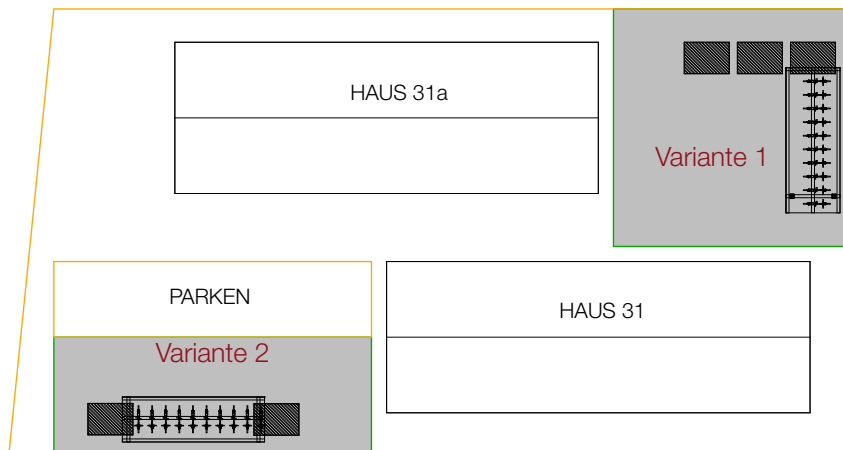 HAUS 31a
Variante 1
PARKEN
HAUS 31
Variante 2